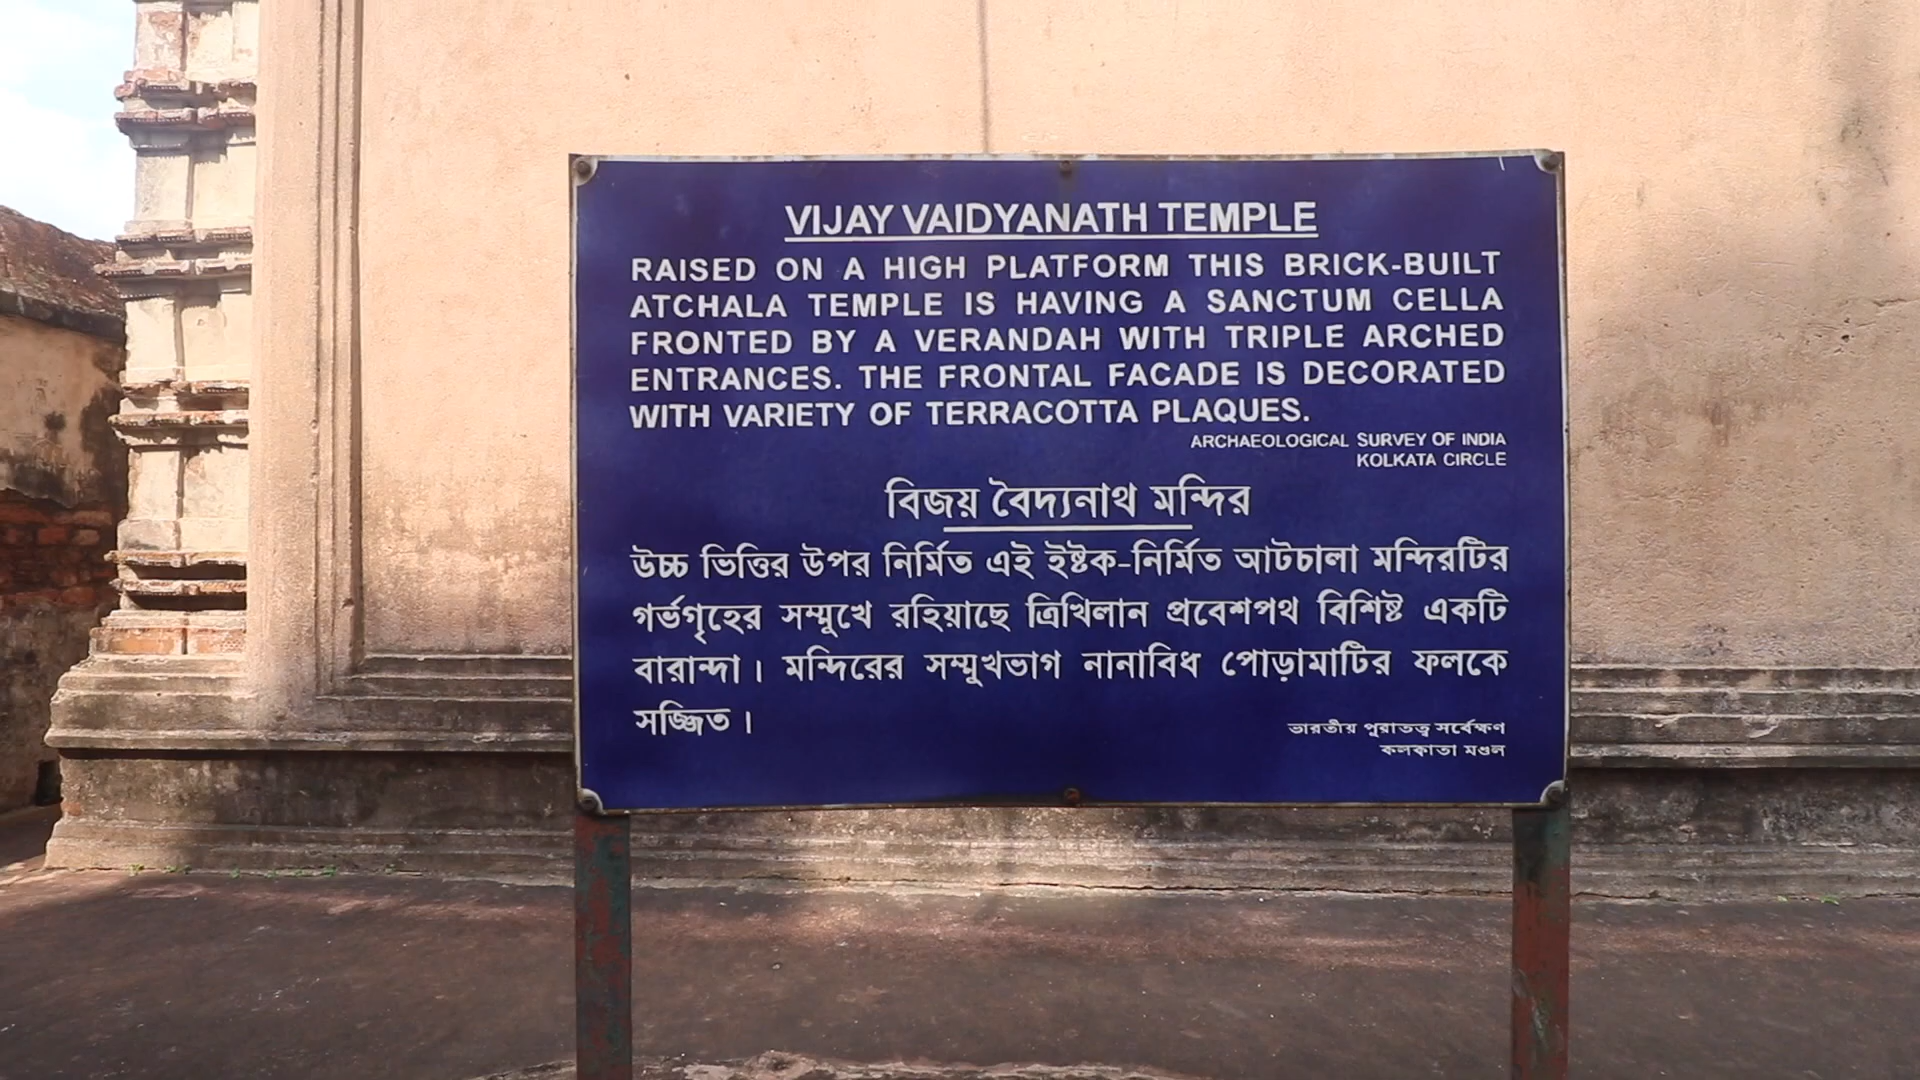 VIJAY VAIDYANATH TEMPLE
RAISED ON A HIGH PLATFORM THIS BRICK-BUILT
ATCHALA TEMPLE IS HAVING A SANCTUM CELLA
FRONTED BY A VERANDAH WITH TRIPLE ARCHED
ENTRANCES. THE FRONTAL FACADE IS DECORATED
WITH VARIETY OF TERRACOTTA PLAQUES.
ARCHAEOLOGICAL SURVEY OF INDIA
KOLKATA CIRCLE
বিজয় বৈদ্যনাথ মন্দির
উচ্চ ভিত্তির উপর নির্মিত এই ইষ্টক-নির্মিত আটচালা মন্দিরটির
গর্ভগৃহের সম্মুখে রহিয়াছে ত্রিখিলান প্রবেশপথ বিশিষ্ট একটি
বারান্দা। মন্দিরের সম্মুখভাগ নানাবিধ পোড়ামাটির ফলকে
সজ্জিত।
ভারতীয় পুরাতত্ত্ব সর্বেক্ষণ
কলকাতা মণ্ডল